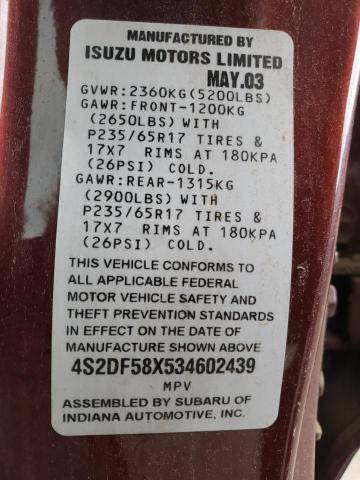 MANUFACTURED BY
ISUZU MOTORS LIMITED
MAY.03
GVWR:2360KG(5200LBS)
GAWR:FRONT-1200KG
(2650LBS) WITH
P235/65R17 TIRES &
17X7 RIMS AT 180KPA
(26PSI) COLD.
GAWR:REAR-1315KG
(2900LBS) WITH
P235/65R17 TIRES &
17X7 RIMS AT 180KPA
(26PSI) COLD.
THIS VEHICLE CONFORMS TO
ALL APPLICABLE FEDERAL
MOTOR VEHICLE SAFETY AND
THEFT PREVENTION STANDARDS
IN EFFECT ON THE DATE OF
MANUFACTURE SHOWN ABOVE
4S2DF58X534602439
MPV
ASSEMBLED BY SUBARU OF
INDIANA AUTOMOTIVE, INC.